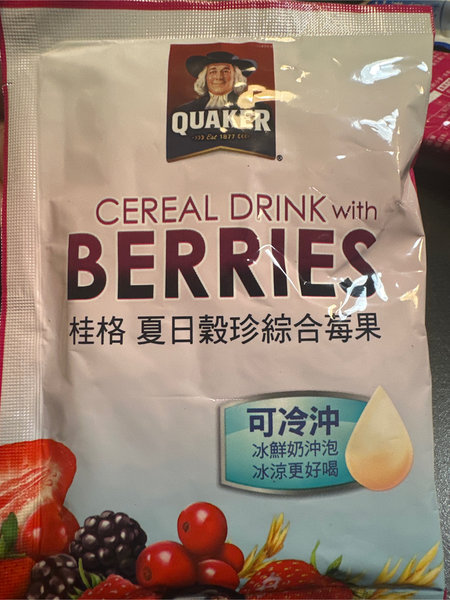 QUAKER
Est 1877
®
CEREAL DRINK with
BERRIES
桂格 夏日穀珍綜合莓果
可冷沖
冰鮮奶沖泡
冰涼更好喝